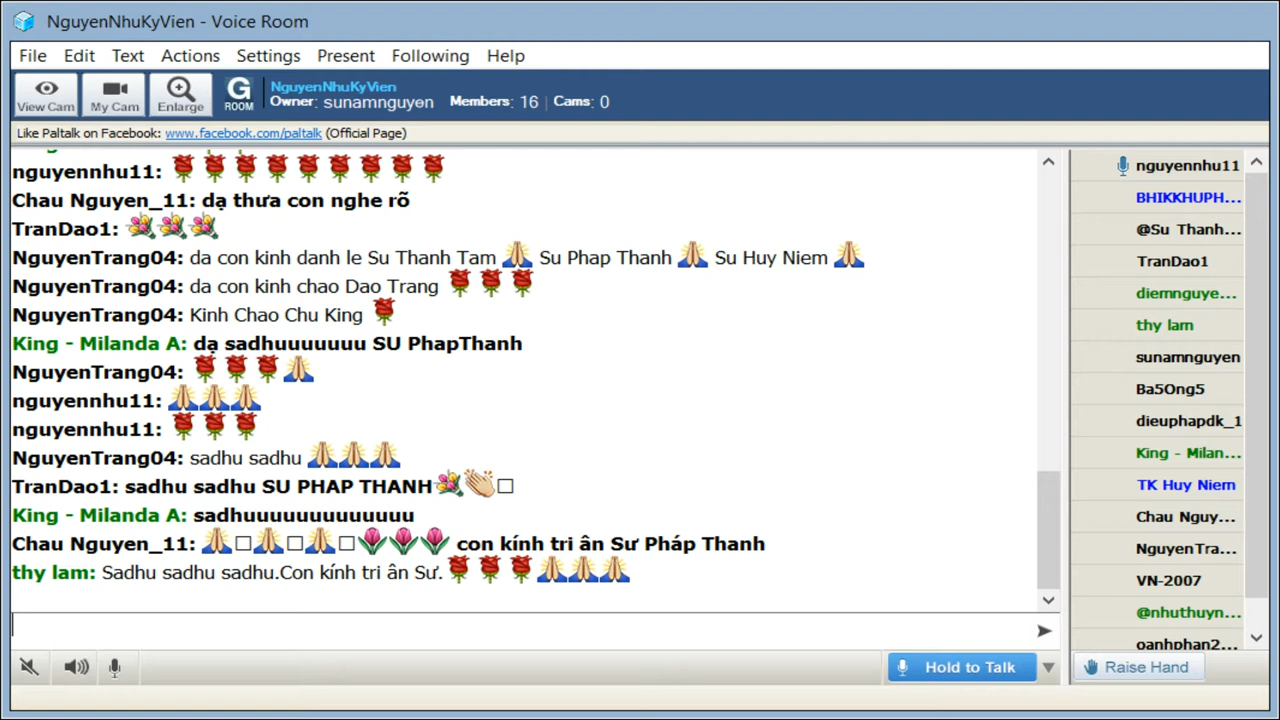 NguyenNhuKyVien - Voice Room
File Edit Text Actions Settings Present Following Help
View Cam My Cam Enlarge G ROOM
NguyenNhuKyVien
Owner: sunamnguyen Members: 16 Cams: 0
Like Paltalk on Facebook: www.facebook.com/paltalk (Official Page)
nguyennhu11: 🌹🌹🌹🌹🌹🌹🌹🌹🌹
Chau Nguyen_11: dạ thưa con nghe rõ
TranDao1: 💐💐💐
NguyenTrang04: da con kinh danh le Su Thanh Tam 🙏 Su Phap Thanh 🙏 Su Huy Niem 🙏
NguyenTrang04: da con kinh chao Dao Trang 🌹🌹🌹
NguyenTrang04: Kinh Chao Chu King 🌹
King - Milanda A: dạ sadhuuuuuuu SU PhapThanh
NguyenTrang04: 🌹🌹🌹🙏
nguyennhu11: 🙏🙏🙏
nguyennhu11: 🌹🌹🌹
NguyenTrang04: sadhu sadhu 🙏🙏🙏
TranDao1: sadhu sadhu SU PHAP THANH💐👏□
King - Milanda A: sadhuuuuuuuuuuuuu
Chau Nguyen_11: 🙏□🙏□🙏□🌷🌷🌷 con kính tri ân Sư Pháp Thanh
thy lam: Sadhu sadhu sadhu.Con kính tri ân Sư.🌹🌹🌹🙏🙏🙏
Hold to Talk
nguyennhu11
BHIKKHUPH...
@Su Thanh...
TranDao1
diemnguye...
thy lam
sunamnguyen
Ba5Ong5
dieuphapdk_1
King - Milan...
TK Huy Niem
Chau Nguy...
NguyenTra...
VN-2007
@nhuthuyn...
oanhphan2...
Raise Hand